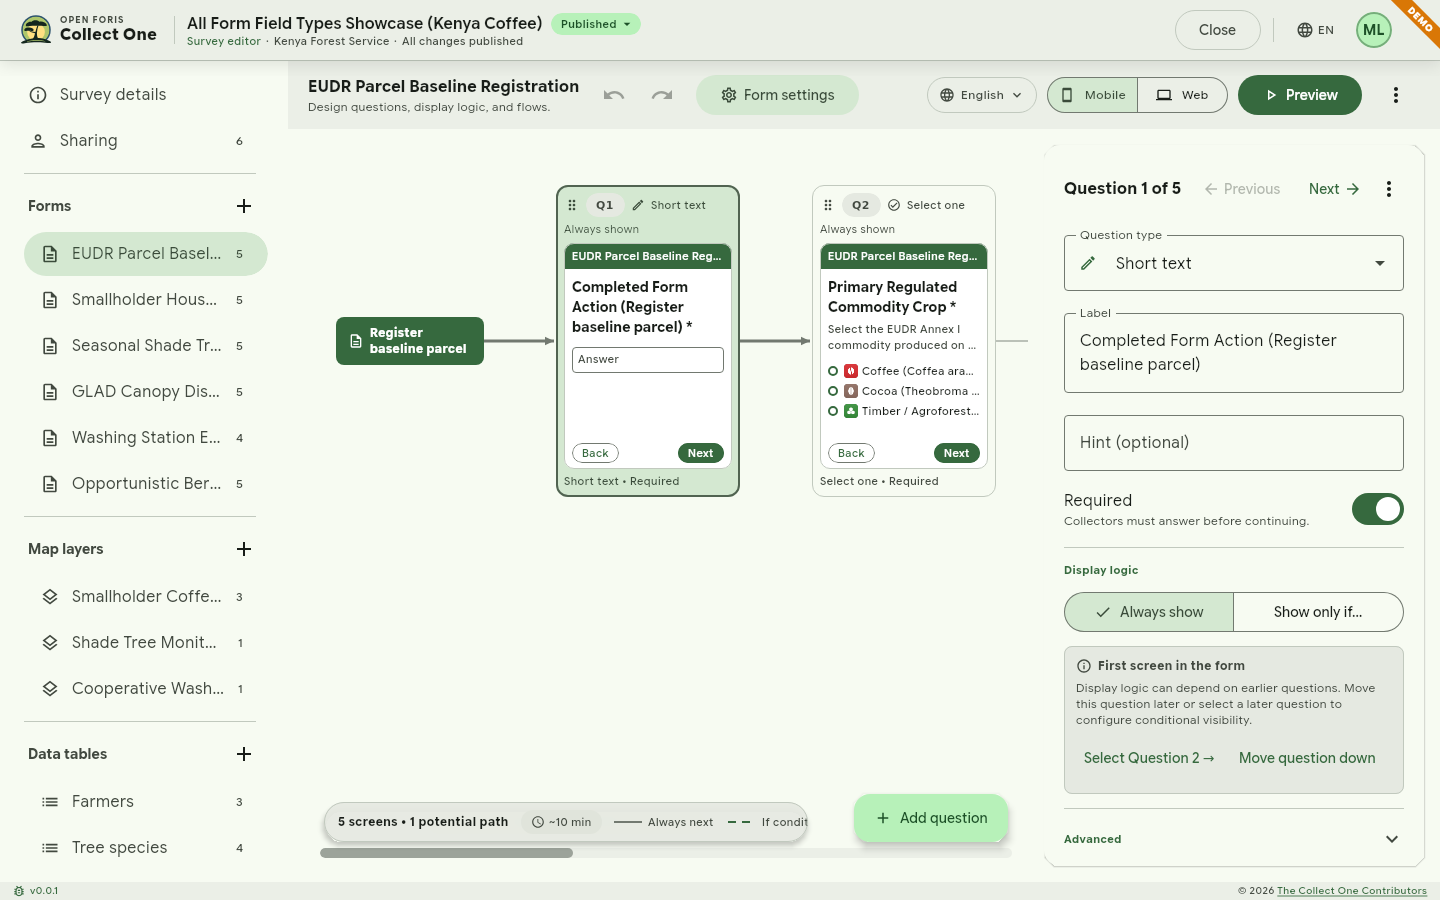 OPEN FORIS
Collect One
All Form Field Types Showcase (Kenya Coffee)
Published
Survey editor · Kenya Forest Service · All changes published
Close
EN
ML
DEMO
Survey details
Sharing 6
Forms
EUDR Parcel Basel... 5
Smallholder Hous... 5
Seasonal Shade Tr... 5
GLAD Canopy Dis... 5
Washing Station E... 4
Opportunistic Ber... 5
Map layers
Smallholder Coffe... 3
Shade Tree Monit... 1
Cooperative Wash... 1
Data tables
Farmers 3
Tree species 4
EUDR Parcel Baseline Registration
Design questions, display logic, and flows.
Form settings
English
Mobile
Web
Preview
Register
baseline parcel
Q1
Short text
Always shown
EUDR Parcel Baseline Reg...
Completed Form
Action (Register
baseline parcel) *
Answer
Back
Next
Short text • Required
Q2
Select one
Always shown
EUDR Parcel Baseline Reg...
Primary Regulated
Commodity Crop *
Select the EUDR Annex I
commodity produced on ...
Coffee (Coffea ara...
Cocoa (Theobroma ...
Timber / Agroforest...
Back
Next
Select one • Required
5 screens • 1 potential path
~10 min
Always next
If condit
Add question
Question 1 of 5
Previous
Next
Question type
Short text
Label
Completed Form Action (Register
baseline parcel)
Hint (optional)
Required
Collectors must answer before continuing.
Display logic
Always show
Show only if...
First screen in the form
Display logic can depend on earlier questions. Move
this question later or select a later question to
configure conditional visibility.
Select Question 2 →
Move question down
Advanced
v0.0.1
© 2026 The Collect One Contributors